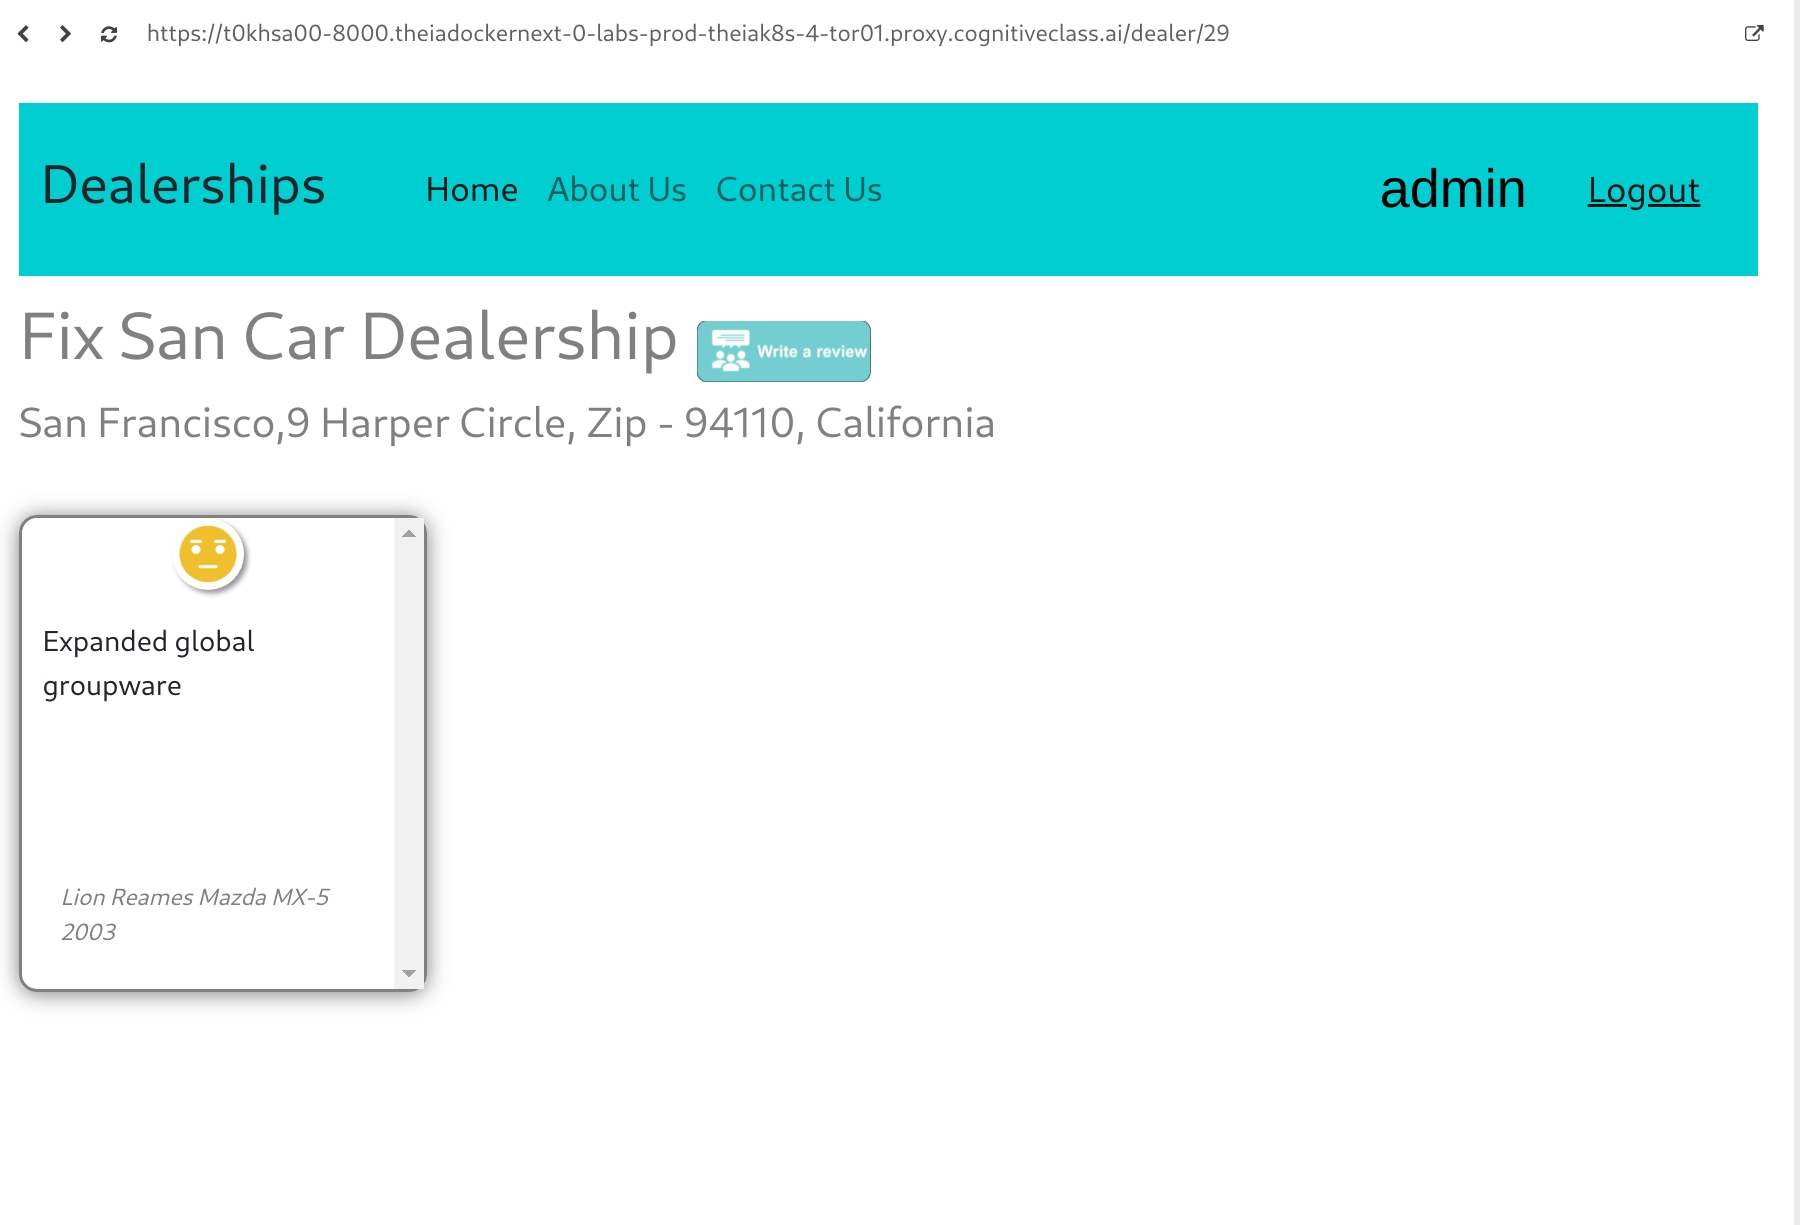 https://t0khsa00-8000.theiadockernext-0-labs-prod-theiak8s-4-tor01.proxy.cognitiveclass.ai/dealer/29
Dealerships Home About Us Contact Us admin Logout
Fix San Car Dealership Write a review
San Francisco,9 Harper Circle, Zip - 94110, California
Expanded global
groupware
Lion Reames Mazda MX-5
2003